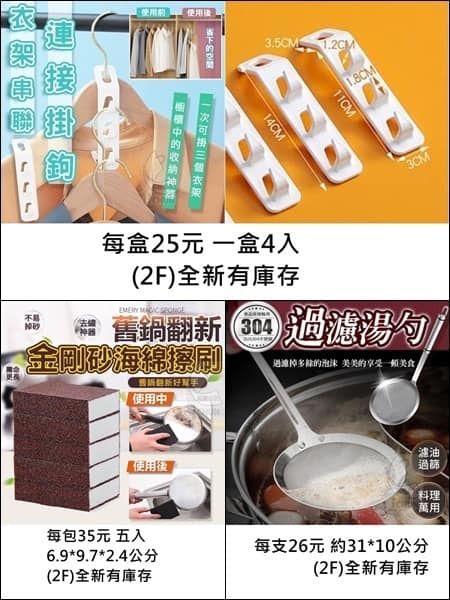 連接掛鉤
衣架串聯
使用前
使用後
省下的空間
一次可掛三個衣架
櫥櫃中的收納神器
3.5CM
1.2CM
1.8CM
11CM
14CM
3CM
每盒25元 一盒4入
(2F)全新有庫存
EMERY MAGIC SPONGE
不易
掉砂
去鏽
神器
壽命
更長
舊鍋翻新
金剛砂海綿擦刷
舊鍋翻新好幫手
使用中
使用後
每包35元 五入
6.9*9.7*2.4公分
(2F)全新有庫存
304
過濾湯勺
過濾掉多餘的泡沫 美美的享受一頓美食
濾油
過篩
料理
萬用
每支26元 約31*10公分
(2F)全新有庫存